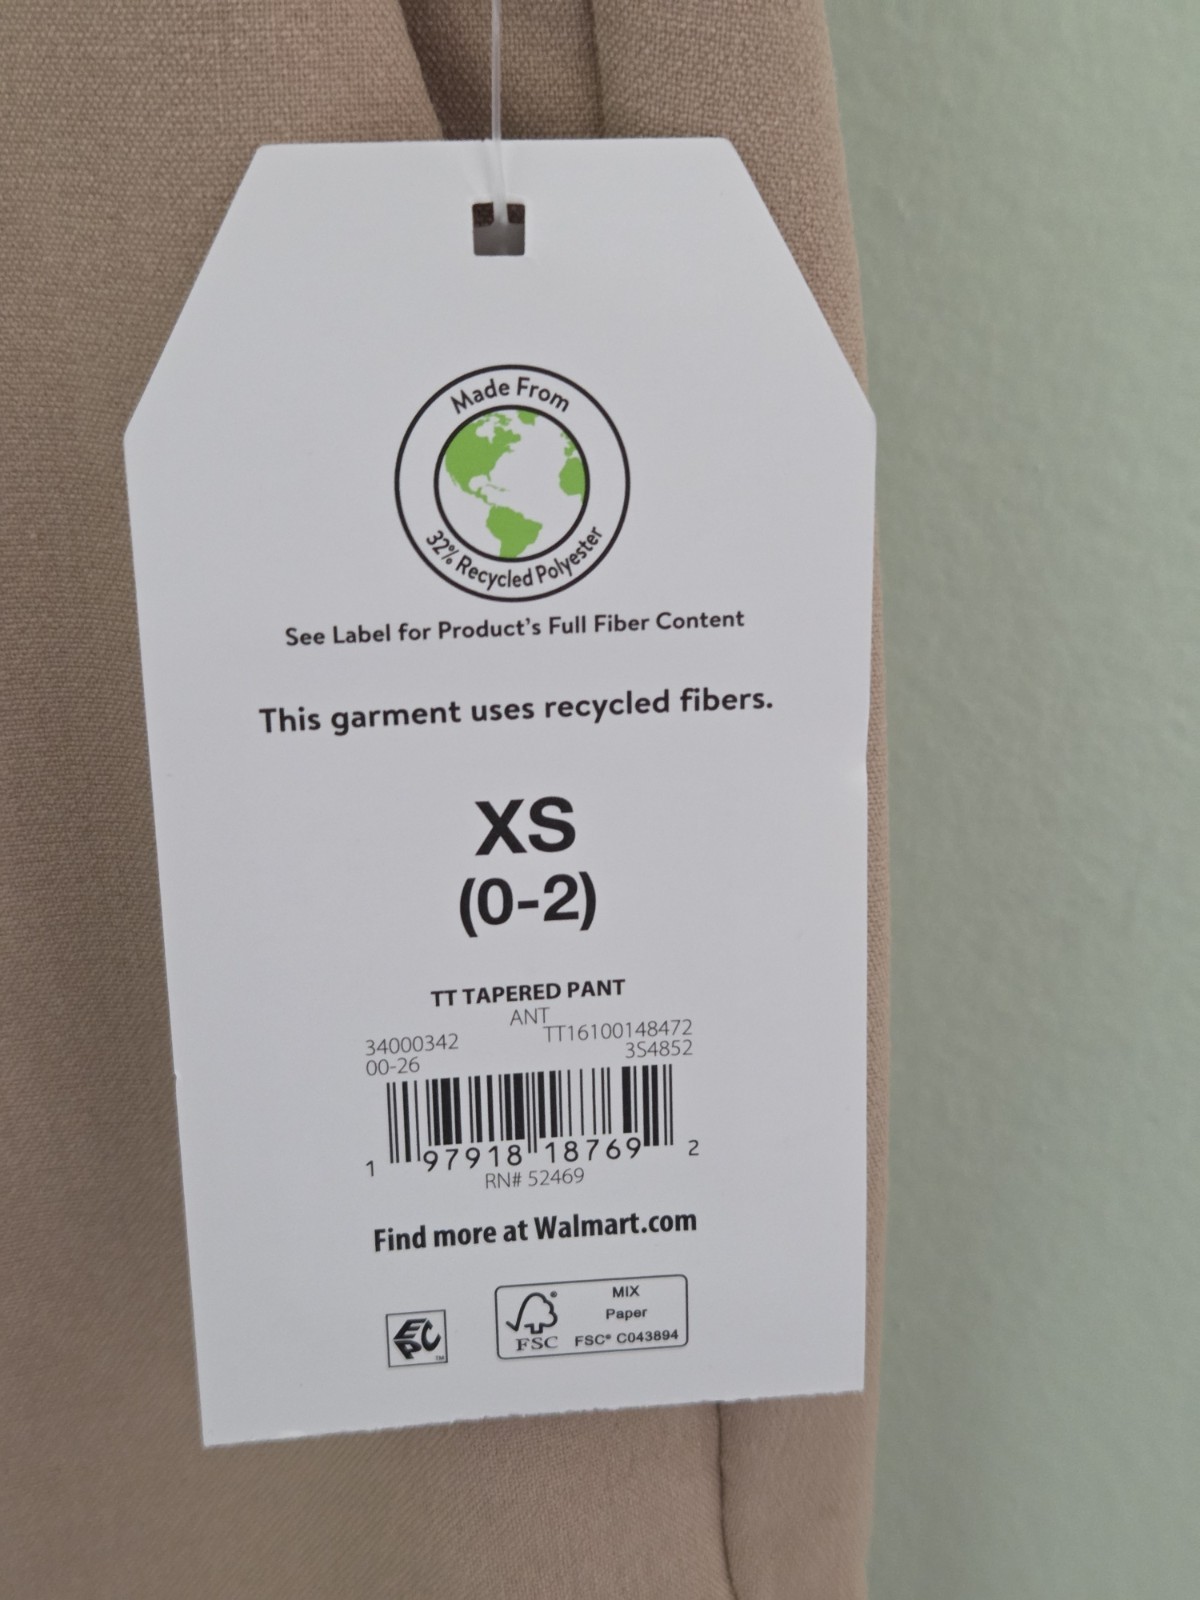 Made From
32% Recycled Polyester
See Label for Product's Full Fiber Content
This garment uses recycled fibers.
XS
(0-2)
TT TAPERED PANT
ANT
34000342 TT16100148472
00-26 3S4852
1 97918 18769 2
RN# 52469
Find more at Walmart.com
EPC ™
MIX
Paper
FSC® C043894
FSC